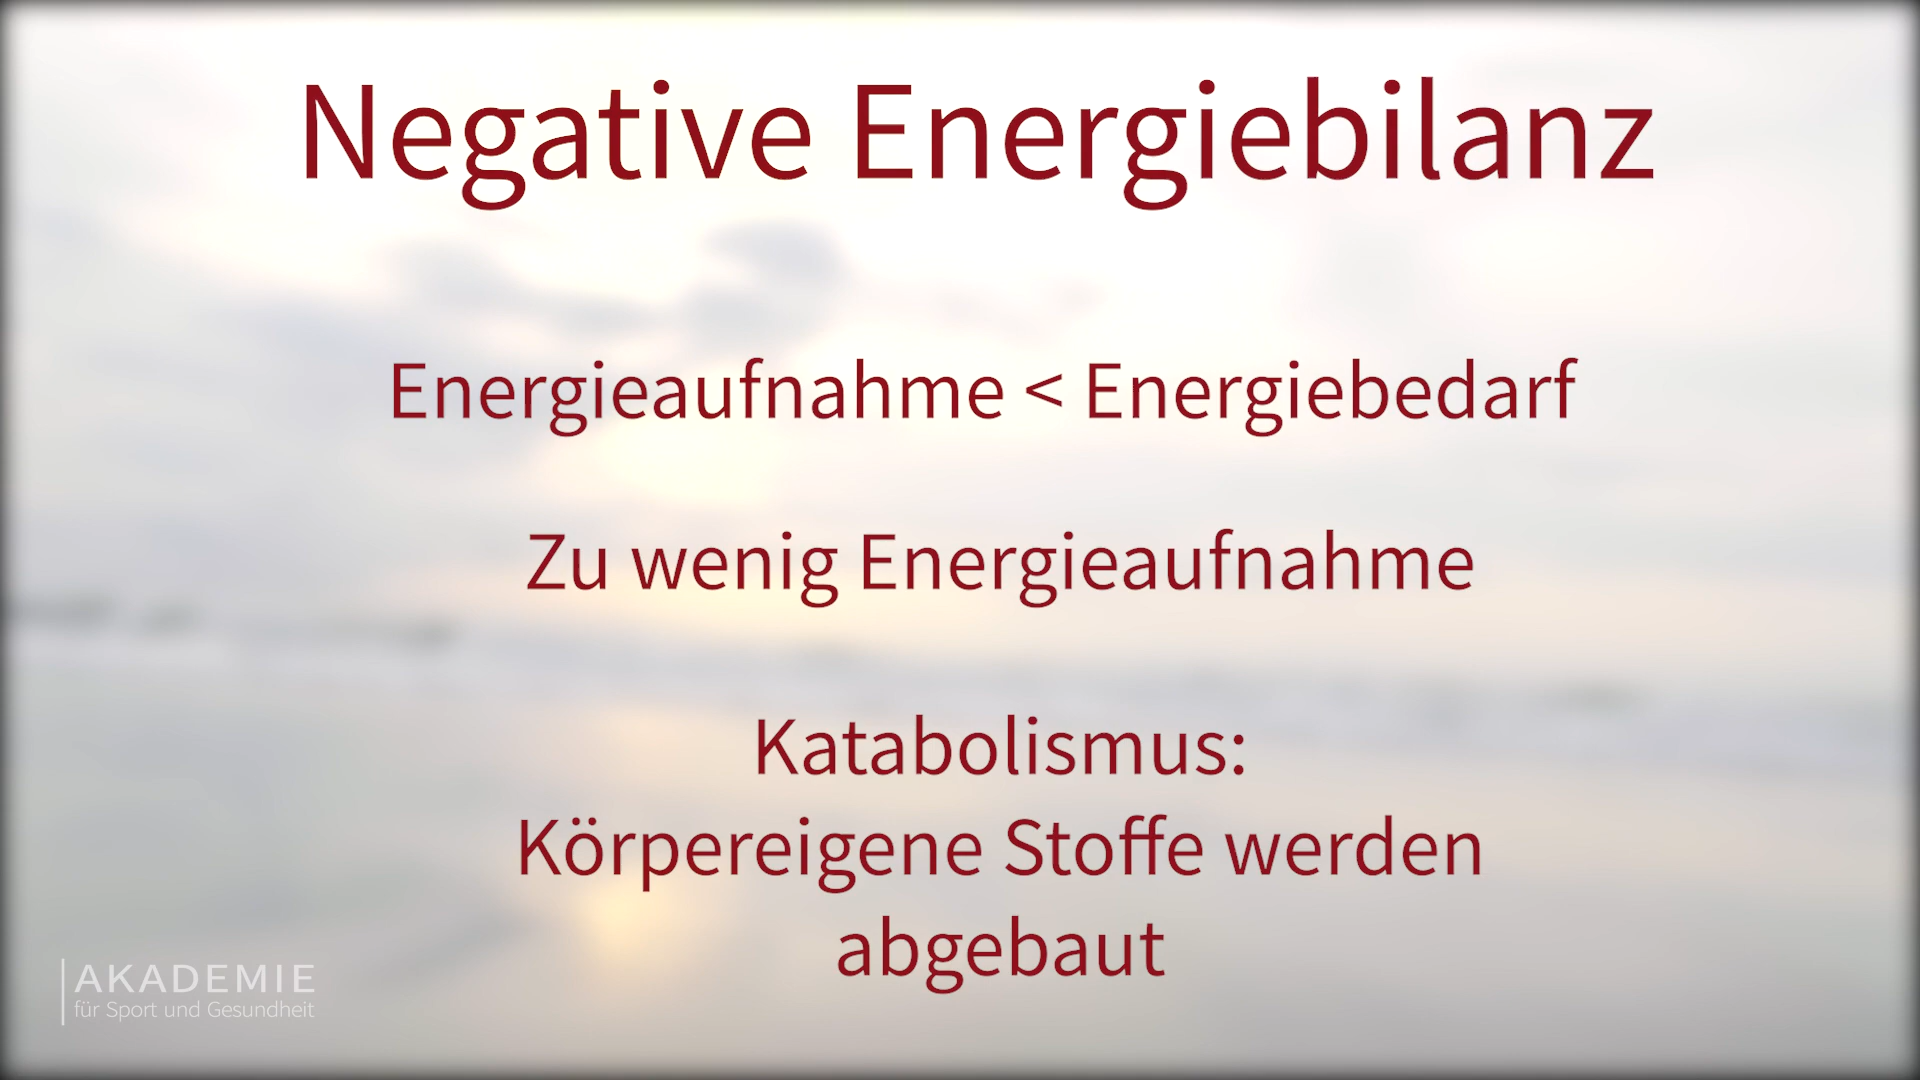 Negative Energiebilanz
Energieaufnahme < Energiebedarf
Zu wenig Energieaufnahme
Katabolismus:
Körpereigene Stoffe werden
abgebaut
AKADEMIE
für Sport und Gesundheit